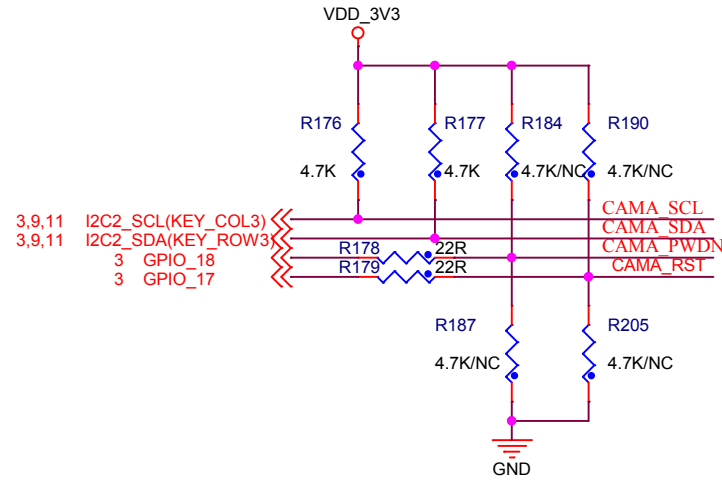 VDD_3V3
R176 R177 R184 R190
4.7K 4.7K 4.7K/NC 4.7K/NC
3,9,11 I2C2_SCL(KEY_COL3) CAMA_SCL
3,9,11 I2C2_SDA(KEY_ROW3) CAMA_SDA
3 GPIO_18 R178 22R CAMA_PWDN
3 GPIO_17 R179 22R CAMA_RST
R187 R205
4.7K/NC 4.7K/NC
GND